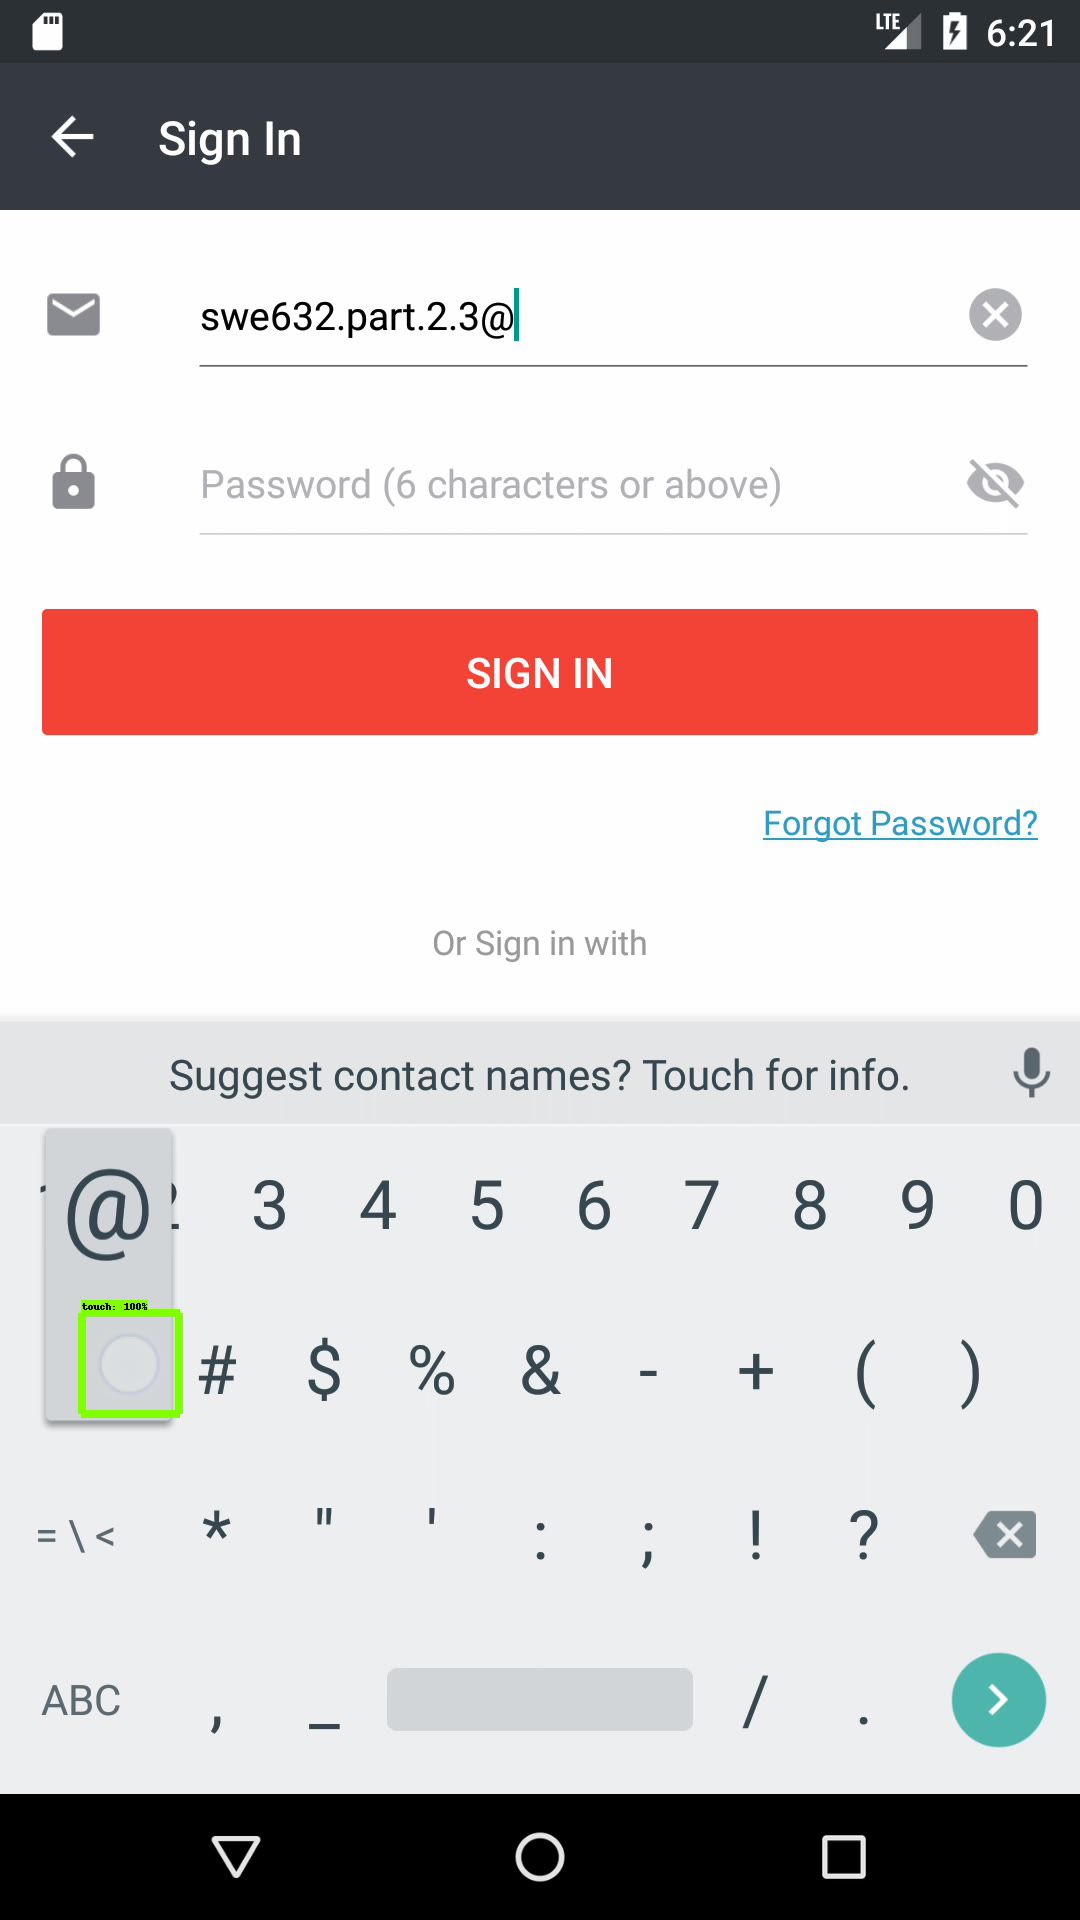 LTE 6:21
Sign In
swe632.part.2.3@
Password (6 characters or above)
SIGN IN
Forgot Password?
Or Sign in with
Suggest contact names? Touch for info.
@ 3 4 5 6 7 8 9 0
touch: 100%
# $ % & - + ( )
= \ < * " ' : ; ! ?
ABC , _ / .